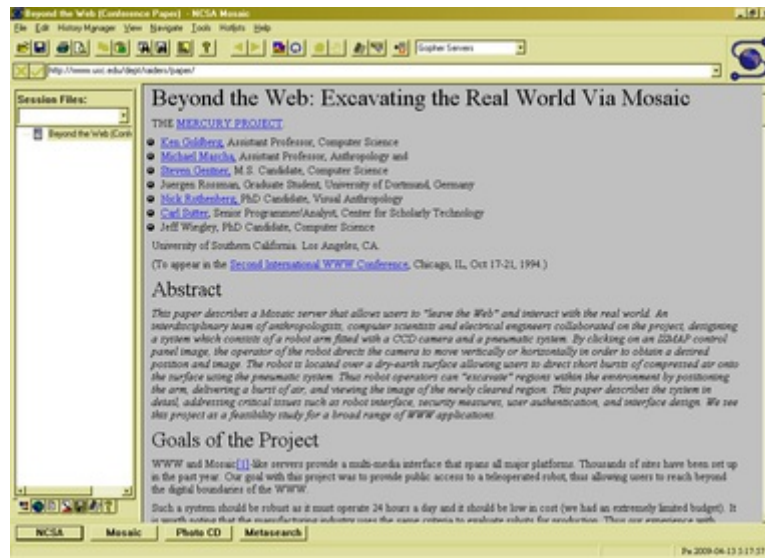 Beyond the Web (Conference Paper) - NCSA Mosaic
File Edit History Manager View Navigate Tools Hotlists Help
Gopher Servers
http://www.usc.edu/dept/raiders/paper/
Session Files:
Beyond the Web (Conf
Beyond the Web: Excavating the Real World Via Mosaic
THE MERCURY PROJECT
Ken Goldberg, Assistant Professor, Computer Science
Michael Mascha, Assistant Professor, Anthropology and
Steven Gentner, M.S. Candidate, Computer Science
Juergen Rossman, Graduate Student, University of Dortmund, Germany
Nick Rothenberg, PhD Candidate, Visual Anthropology
Carl Sutter, Senior Programmer/Analyst, Center for Scholarly Technology
Jeff Wiegley, PhD Candidate, Computer Science
University of Southern California. Los Angeles, CA.
(To appear in the Second International WWW Conference, Chicago, IL, Oct 17-21, 1994.)
Abstract
This paper describes a Mosaic server that allows users to "leave the Web" and interact with the real world. An
interdisciplinary team of anthropologists, computer scientists and electrical engineers collaborated on the project, designing
a system which consists of a robot arm fitted with a CCD camera and a pneumatic system. By clicking on an ISMAP control
panel image, the operator of the robot directs the camera to move vertically or horizontally in order to obtain a desired
position and image. The robot is located over a dry-earth surface allowing users to direct short bursts of compressed air onto
the surface using the pneumatic system. Thus robot operators can "excavate" regions within the environment by positioning
the arm, delivering a burst of air, and viewing the image of the newly cleared region. This paper describes the system in
detail, addressing critical issues such as robot interface, security measures, user authentication, and interface design. We see
this project as a feasibility study for a broad range of WWW applications.
Goals of the Project
WWW and Mosaic[1]-like servers provide a multi-media interface that spans all major platforms. Thousands of sites have been set up
in the past year. Our goal with this project was to provide public access to a teleoperated robot, thus allowing users to reach beyond
the digital boundaries of the WWW.
Such a system should be robust as it must operate 24 hours a day and it should be low in cost (we had an extremely limited budget). It
is worth noting that the manufacturing industry uses the same criteria to evaluate robots for production. Thus our experience with
NCSA Mosaic Photo CD Metasearch
Pn 2009-04-13 5:17:57